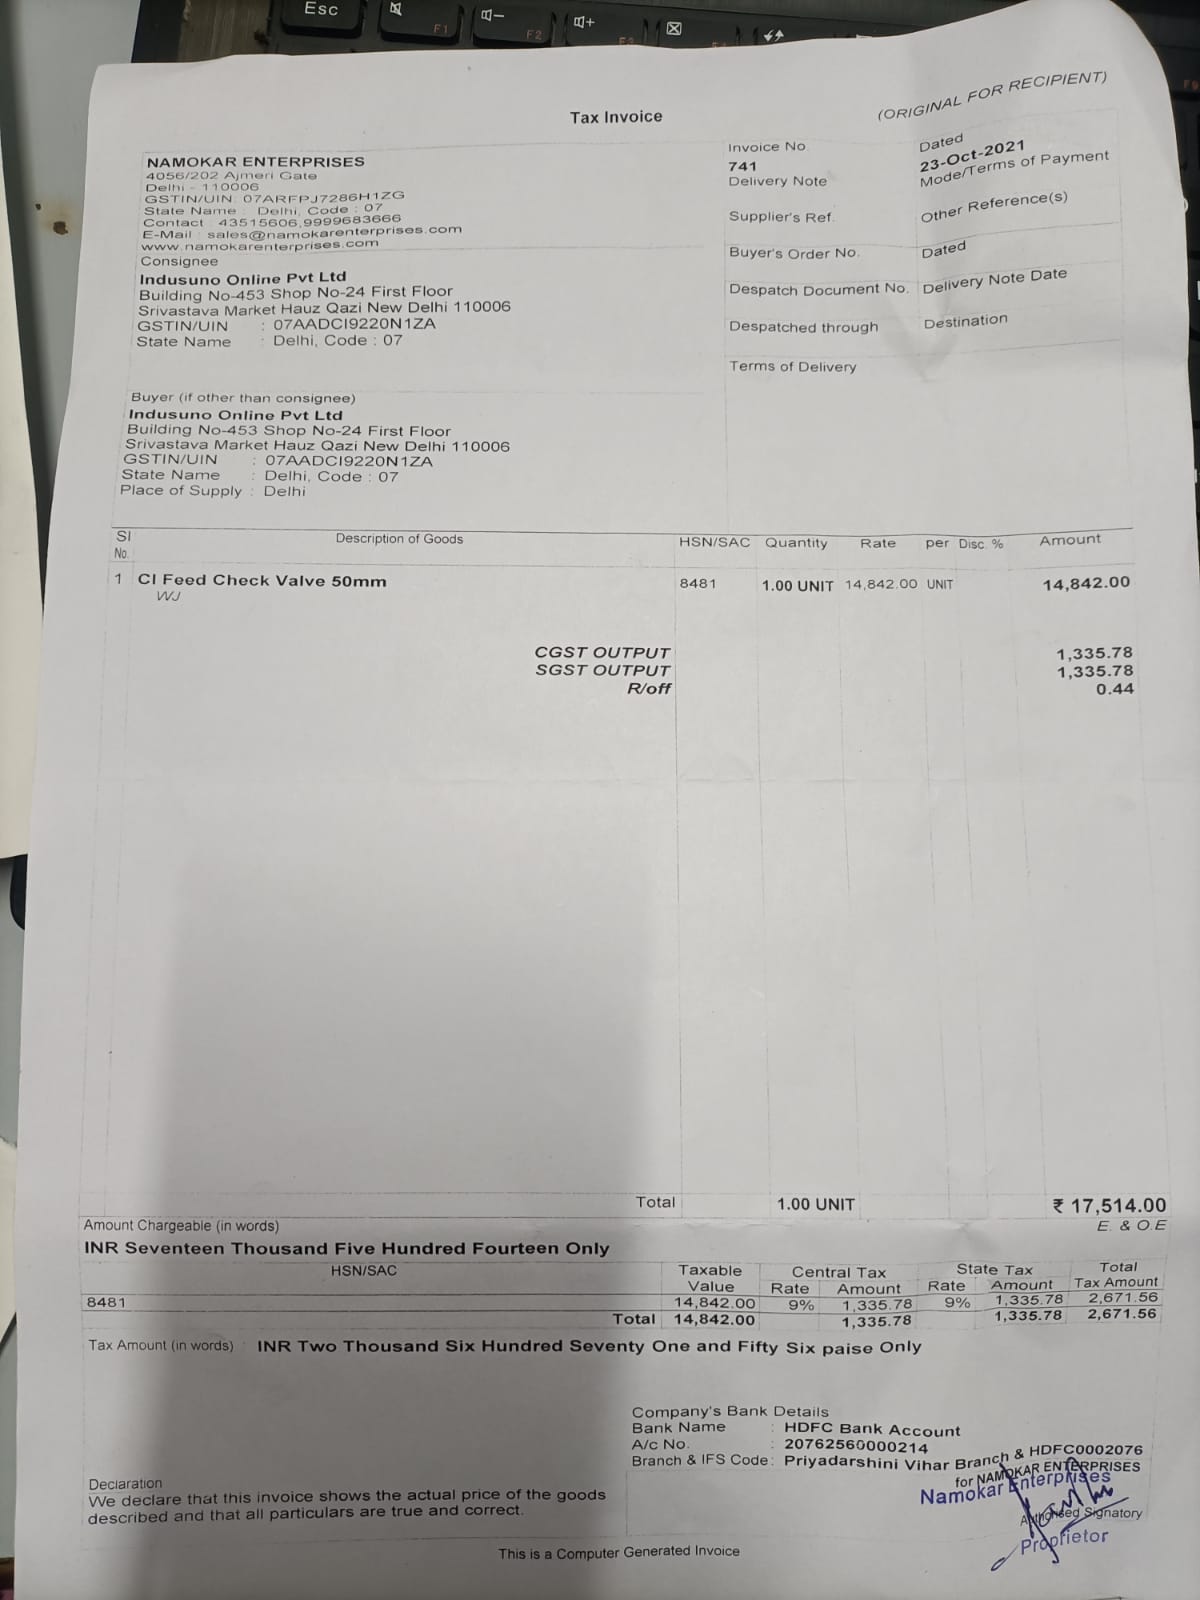 Esc
F1
F2
F3
Tax Invoice
(ORIGINAL FOR RECIPIENT)
NAMOKAR ENTERPRISES
4056/202 Ajmeri Gate
Delhi - 110006
GSTIN/UIN: 07ARFPJ7286H1ZG
State Name : Delhi, Code : 07
Contact : 43515606,9999683666
E-Mail : sales@namokarenterprises.com
www.namokarenterprises.com
Invoice No.
741
Dated
23-Oct-2021
Delivery Note
Mode/Terms of Payment
Supplier's Ref.
Other Reference(s)
Buyer's Order No.
Dated
Despatch Document No.
Delivery Note Date
Despatched through
Destination
Terms of Delivery
Consignee
Indusuno Online Pvt Ltd
Building No-453 Shop No-24 First Floor
Srivastava Market Hauz Qazi New Delhi 110006
GSTIN/UIN : 07AADCI9220N1ZA
State Name : Delhi, Code : 07
Buyer (if other than consignee)
Indusuno Online Pvt Ltd
Building No-453 Shop No-24 First Floor
Srivastava Market Hauz Qazi New Delhi 110006
GSTIN/UIN : 07AADCI9220N1ZA
State Name : Delhi, Code : 07
Place of Supply : Delhi
Sl No. Description of Goods HSN/SAC Quantity Rate per Disc. % Amount
1 CI Feed Check Valve 50mm 8481 1.00 UNIT 14,842.00 UNIT 14,842.00
WJ
CGST OUTPUT 1,335.78
SGST OUTPUT 1,335.78
R/off 0.44
Total 1.00 UNIT ₹ 17,514.00
Amount Chargeable (in words) E. & O.E
INR Seventeen Thousand Five Hundred Fourteen Only
HSN/SAC Taxable Value Central Tax Rate Amount State Tax Rate Amount Total Tax Amount
8481 14,842.00 9% 1,335.78 9% 1,335.78 2,671.56
Total 14,842.00 1,335.78 1,335.78 2,671.56
Tax Amount (in words) : INR Two Thousand Six Hundred Seventy One and Fifty Six paise Only
Company's Bank Details
Bank Name : HDFC Bank Account
A/c No. : 20762560000214
Branch & IFS Code : Priyadarshini Vihar Branch & HDFC0002076
for NAMOKAR ENTERPRISES
Namokar Enterprises
Authorised Signatory
Proprietor
Declaration
We declare that this invoice shows the actual price of the goods
described and that all particulars are true and correct.
This is a Computer Generated Invoice